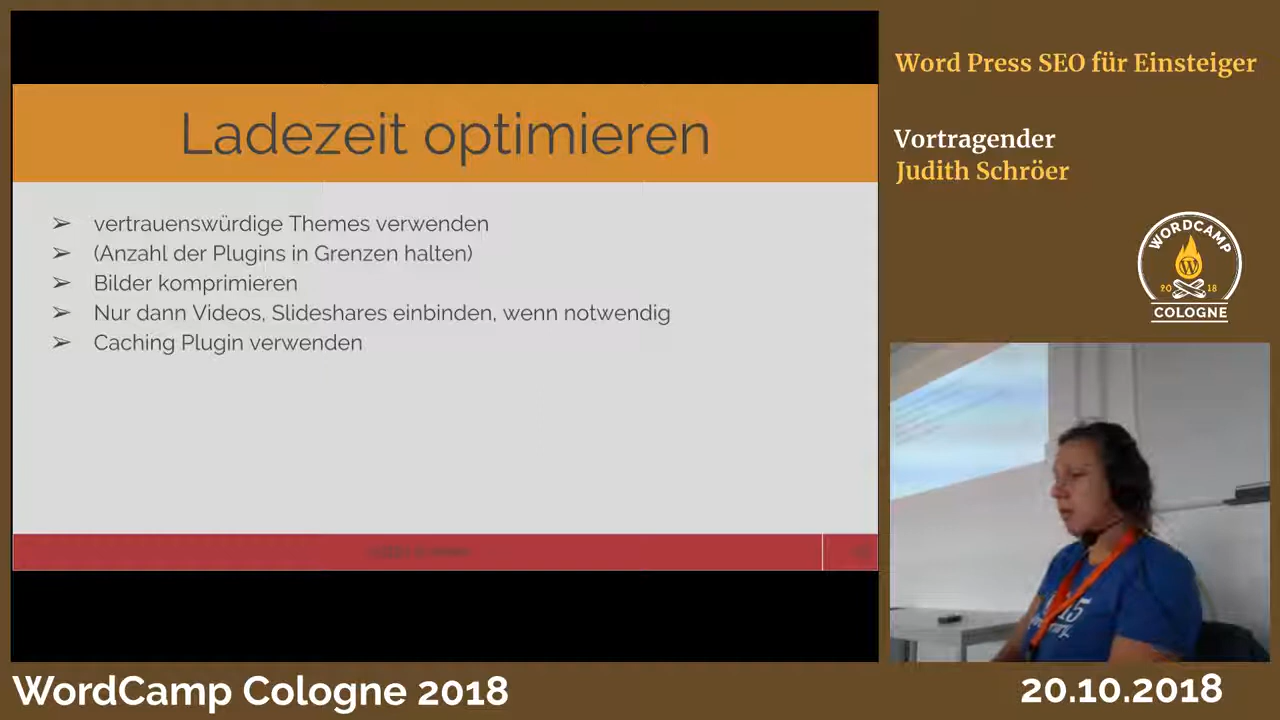 Ladezeit optimieren
➢ vertrauenswürdige Themes verwenden
➢ (Anzahl der Plugins in Grenzen halten)
➢ Bilder komprimieren
➢ Nur dann Videos, Slideshares einbinden, wenn notwendig
➢ Caching Plugin verwenden
Word Press SEO für Einsteiger
Vortragender
Judith Schröer
WORDCAMP
20 18
COLOGNE
WordCamp Cologne 2018
20.10.2018